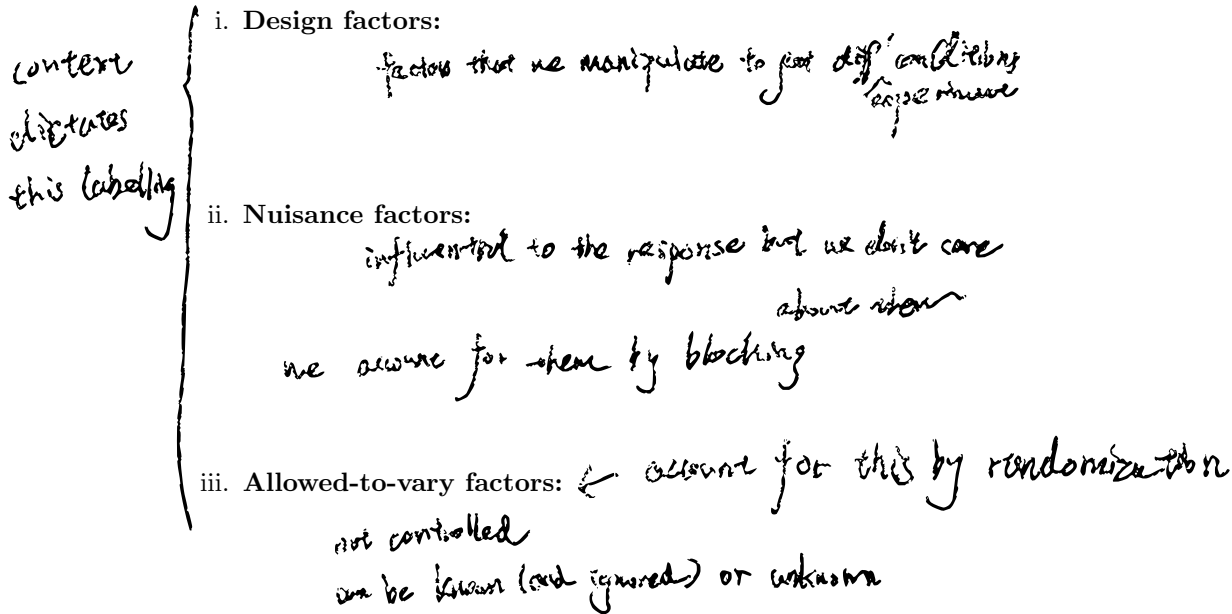 context
dictates
this labelling
i. Design factors:
factors that we manipulate to get diff conditions
experiment
ii. Nuisance factors:
influential to the response but we don't care
about them
we account for them by blocking
iii. Allowed-to-vary factors: ← account for this by randomization
not controlled
can be known (and ignored) or unknown